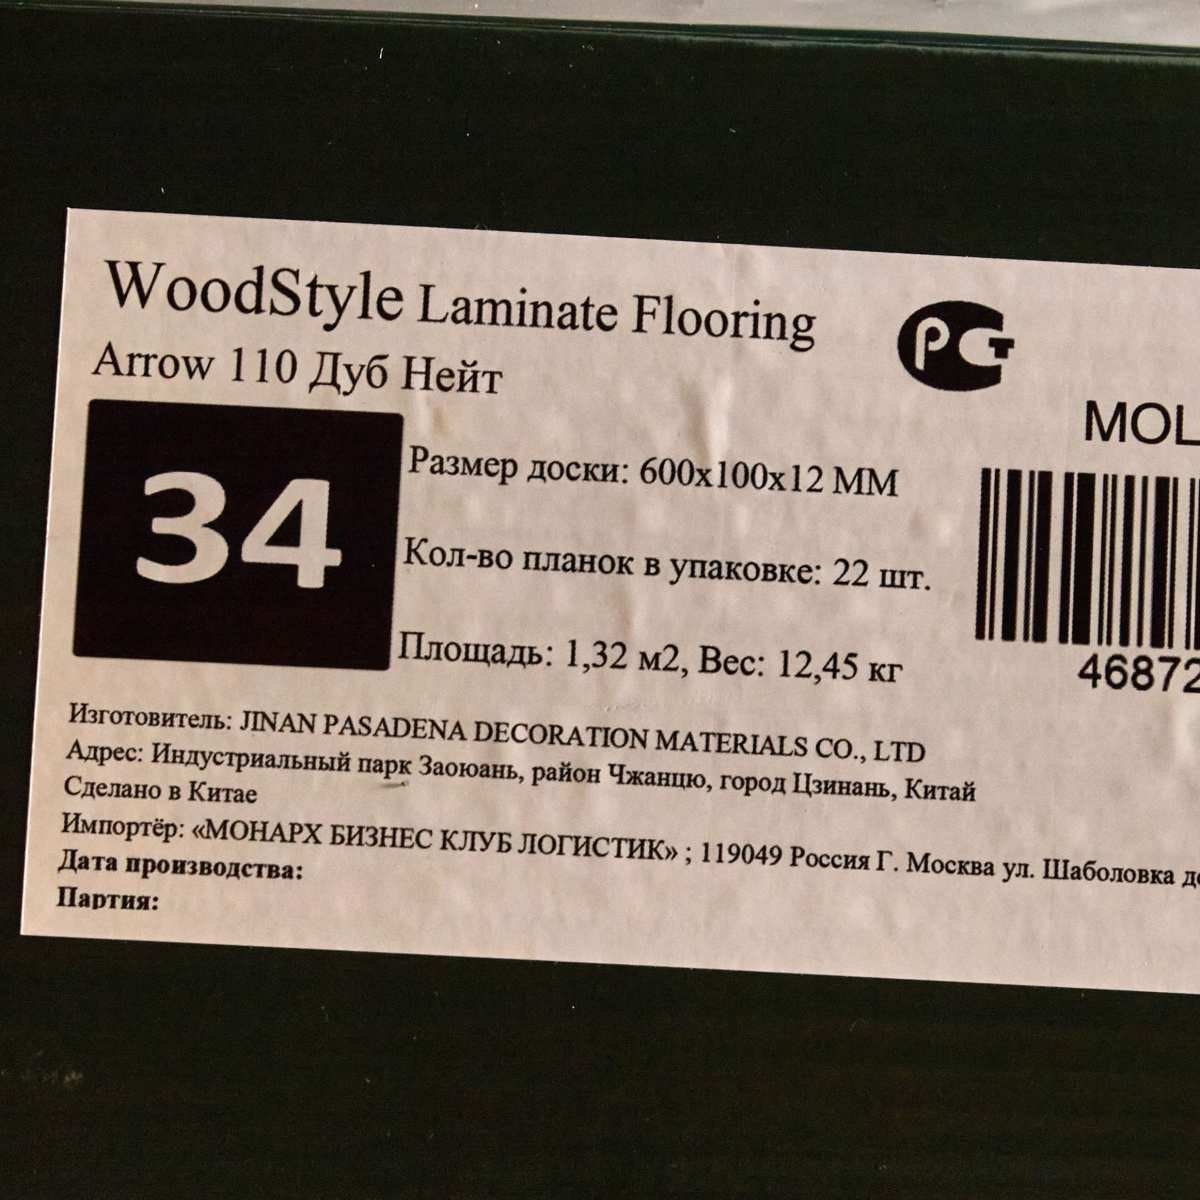 WoodStyle Laminate Flooring
Arrow 110 Дуб Нейт
РСТ
MOL
34
Размер доски: 600x100x12 ММ
Кол-во планок в упаковке: 22 шт.
Площадь: 1,32 м2, Вес: 12,45 кг
46872
Изготовитель: JINAN PASADENA DECORATION MATERIALS CO., LTD
Адрес: Индустриальный парк Заоюань, район Чжанцю, город Цзинань, Китай
Сделано в Китае
Импортёр: «МОНАРХ БИЗНЕС КЛУБ ЛОГИСТИК» ; 119049 Россия Г. Москва ул. Шаболовка
Дата производства:
Партия: